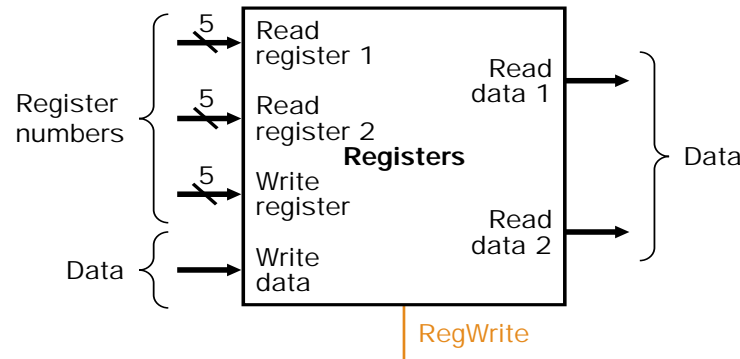 5
Read
register 1
5
Read
register 2
5
Write
register
Write
data
Register
numbers
Data
Registers
Read
data 1
Read
data 2
Data
RegWrite